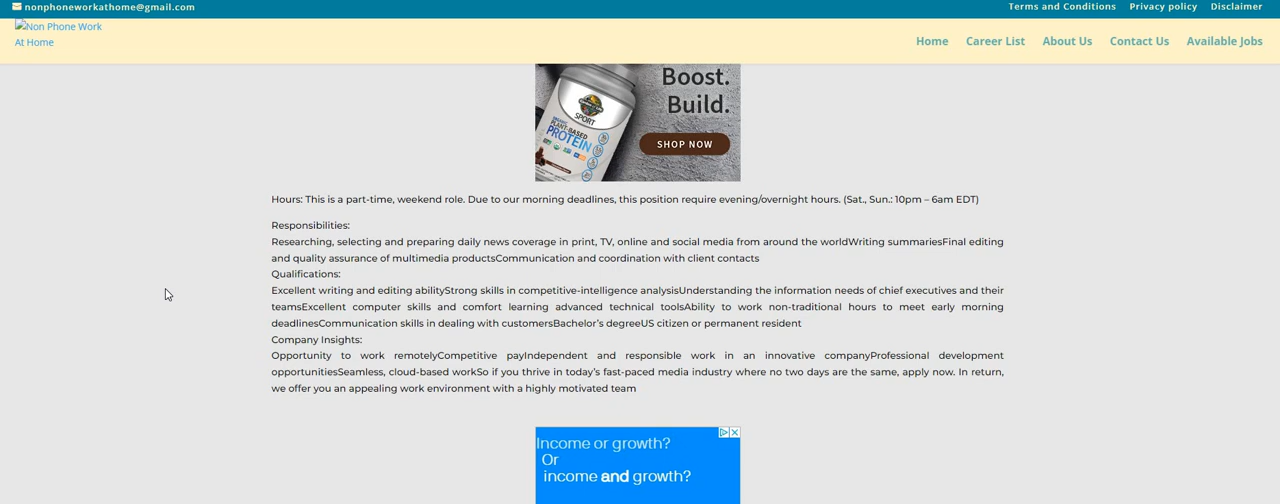 nonphoneworkathome@gmail.com
Terms and Conditions Privacy policy Disclaimer
Non Phone Work
At Home
Home Career List About Us Contact Us Available Jobs
Boost.
Build.
SPORT
ORGANIC
PLANT-BASED
PROTEIN
SHOP NOW
Hours: This is a part-time, weekend role. Due to our morning deadlines, this position require evening/overnight hours. (Sat., Sun.: 10pm – 6am EDT)
Responsibilities:
Researching, selecting and preparing daily news coverage in print, TV, online and social media from around the worldWriting summariesFinal editing
and quality assurance of multimedia productsCommunication and coordination with client contacts
Qualifications:
Excellent writing and editing abilityStrong skills in competitive-intelligence analysisUnderstanding the information needs of chief executives and their
teamsExcellent computer skills and comfort learning advanced technical toolsAbility to work non-traditional hours to meet early morning
deadlinesCommunication skills in dealing with customersBachelor’s degreeUS citizen or permanent resident
Company Insights:
Opportunity to work remotelyCompetitive payIndependent and responsible work in an innovative companyProfessional development
opportunitiesSeamless, cloud-based workSo if you thrive in today’s fast-paced media industry where no two days are the same, apply now. In return,
we offer you an appealing work environment with a highly motivated team
Income or growth?
Or
income and growth?